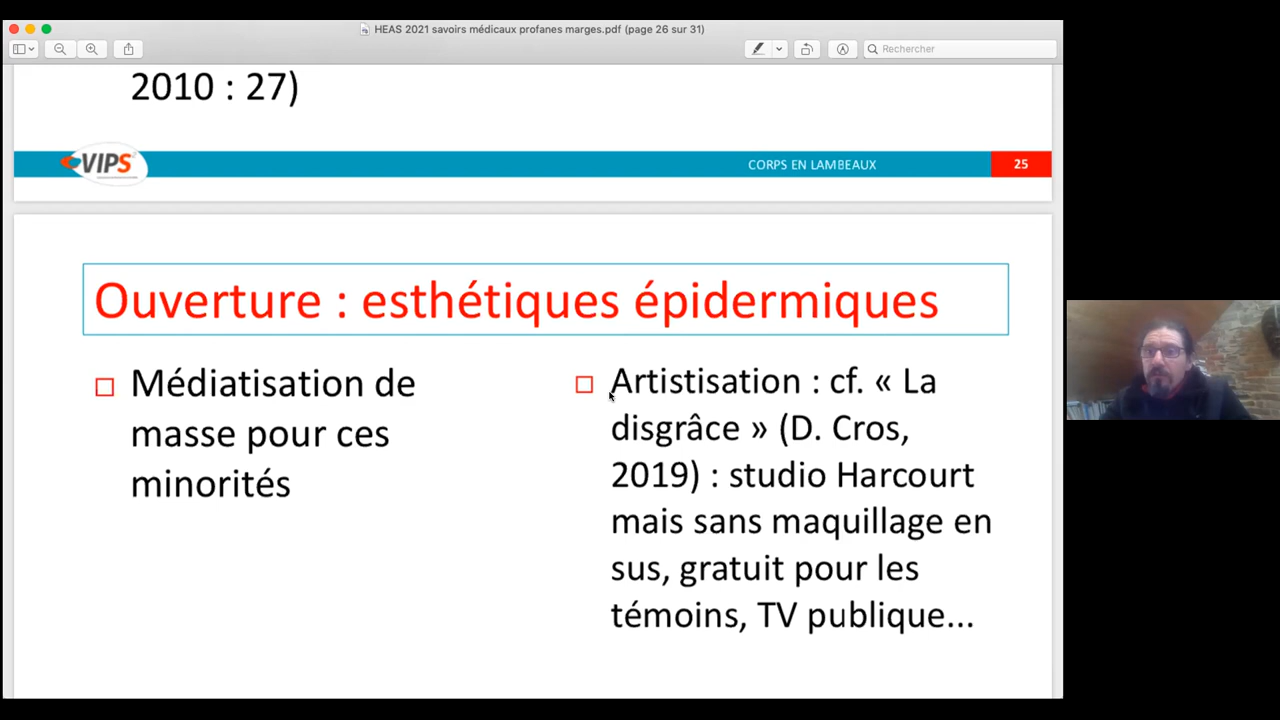 HEAS 2021 savoirs médicaux profanes marges.pdf (page 26 sur 31)
Rechercher
2010 : 27)
VIPS
CORPS EN LAMBEAUX
25
Ouverture : esthétiques épidermiques
Médiatisation de
masse pour ces
minorités
Artistisation : cf. « La
disgrâce » (D. Cros,
2019) : studio Harcourt
mais sans maquillage en
sus, gratuit pour les
témoins, TV publique...